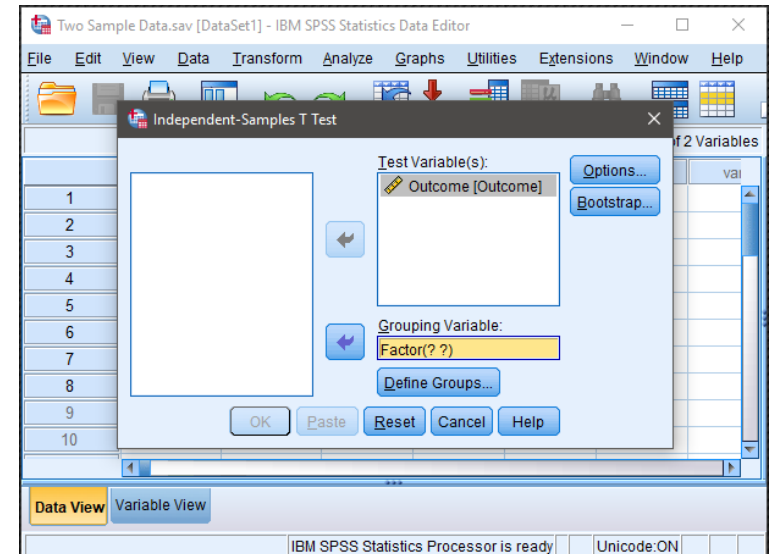 Two Sample Data.sav [DataSet1] - IBM SPSS Statistics Data Editor
File Edit View Data Transform Analyze Graphs Utilities Extensions Window Help
Independent-Samples T Test
of 2 Variables
Test Variable(s):
Options...
var
Outcome [Outcome]
1
Bootstrap...
2
3
4
5
Grouping Variable:
6
Factor(? ?)
7
Define Groups...
8
9
OK Paste Reset Cancel Help
10
Data View Variable View
IBM SPSS Statistics Processor is ready Unicode:ON